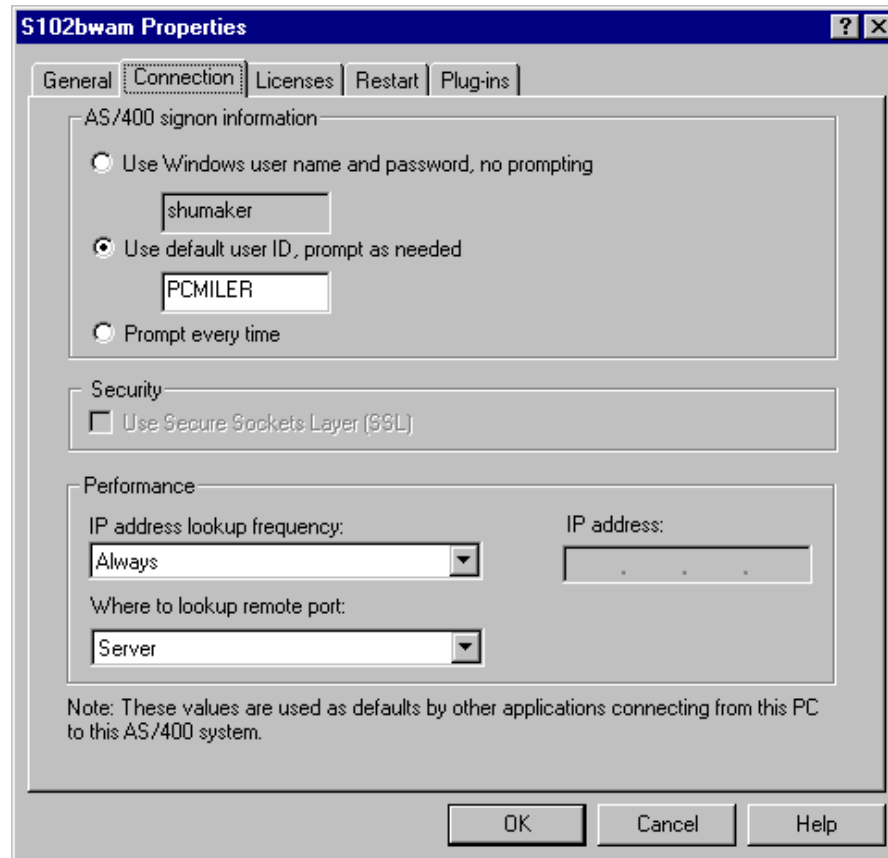 S102bwam Properties
General Connection Licenses Restart Plug-ins
AS/400 signon information
Use Windows user name and password, no prompting
shumaker
Use default user ID, prompt as needed
PCMILER
Prompt every time
Security
Use Secure Sockets Layer (SSL)
Performance
IP address lookup frequency: IP address:
Always . . .
Where to lookup remote port:
Server
Note: These values are used as defaults by other applications connecting from this PC
to this AS/400 system.
OK Cancel Help